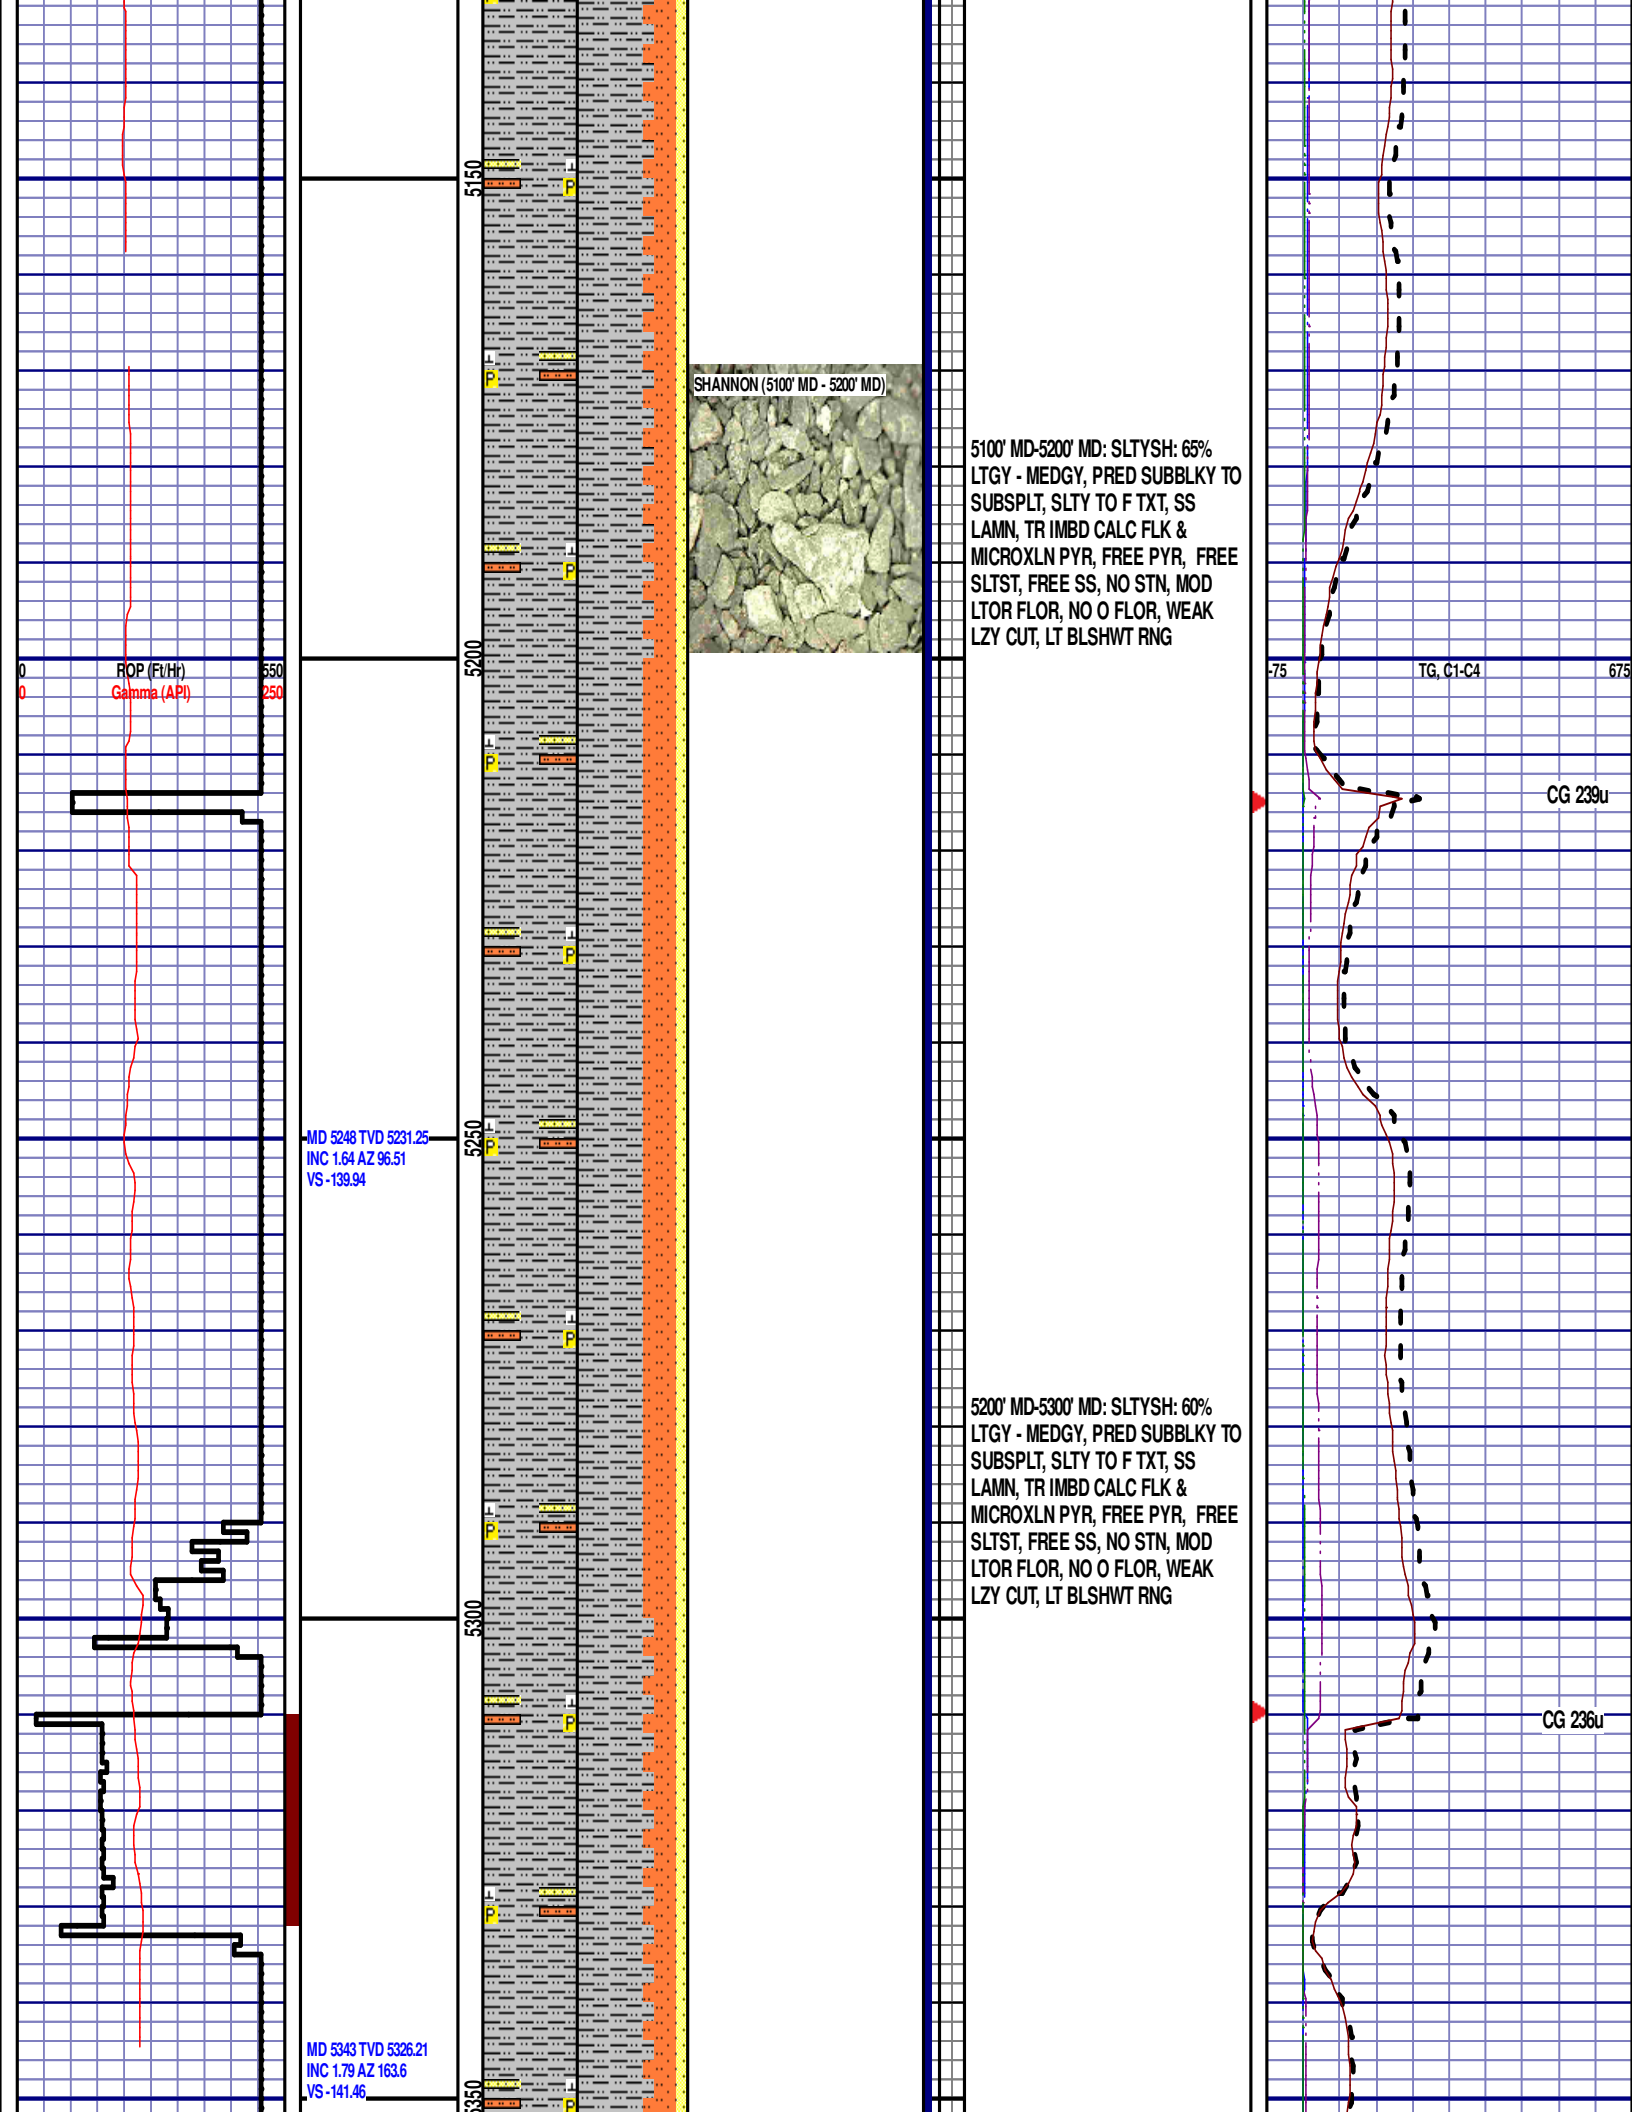 5150
SHANNON (5100' MD - 5200' MD)
5100' MD-5200' MD: SLTYSH: 65%
LTGY - MEDGY, PRED SUBBLKY TO
SUBSPLT, SLTY TO F TXT, SS
LAMN, TR IMBD CALC FLK &
MICROXLN PYR, FREE PYR, FREE
SLTST, FREE SS, NO STN, MOD
LTOR FLOR, NO O FLOR, WEAK
LZY CUT, LT BLSHWT RNG
5200
0 ROP (Ft/Hr) 550
0 Gamma (API) 250
-75 TG, C1-C4 675
CG 239u
5250
MD 5248 TVD 5231.25
INC 1.64 AZ 96.51
VS -139.94
5200' MD-5300' MD: SLTYSH: 60%
LTGY - MEDGY, PRED SUBBLKY TO
SUBSPLT, SLTY TO F TXT, SS
LAMN, TR IMBD CALC FLK &
MICROXLN PYR, FREE PYR, FREE
SLTST, FREE SS, NO STN, MOD
LTOR FLOR, NO O FLOR, WEAK
LZY CUT, LT BLSHWT RNG
5300
CG 236u
MD 5343 TVD 5326.21
INC 1.79 AZ 163.6
VS -141.46
5350
P
P
P
P
P
P
P
P
P
P
P